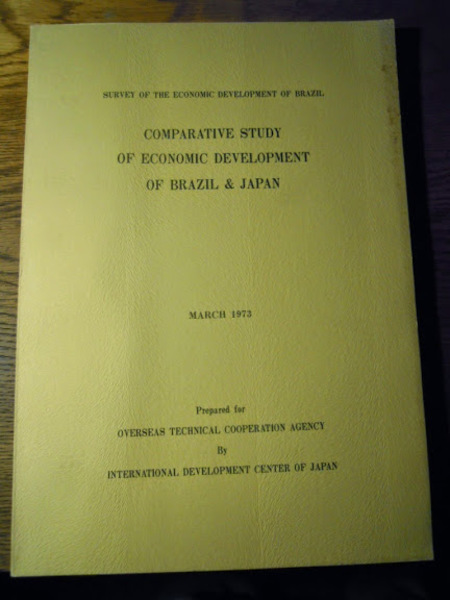 SURVEY OF THE ECONOMIC DEVELOPMENT OF BRAZIL
COMPARATIVE STUDY
OF ECONOMIC DEVELOPMENT
OF BRAZIL & JAPAN
MARCH 1973
Prepared for
OVERSEAS TECHNICAL COOPERATION AGENCY
By
INTERNATIONAL DEVELOPMENT CENTER OF JAPAN